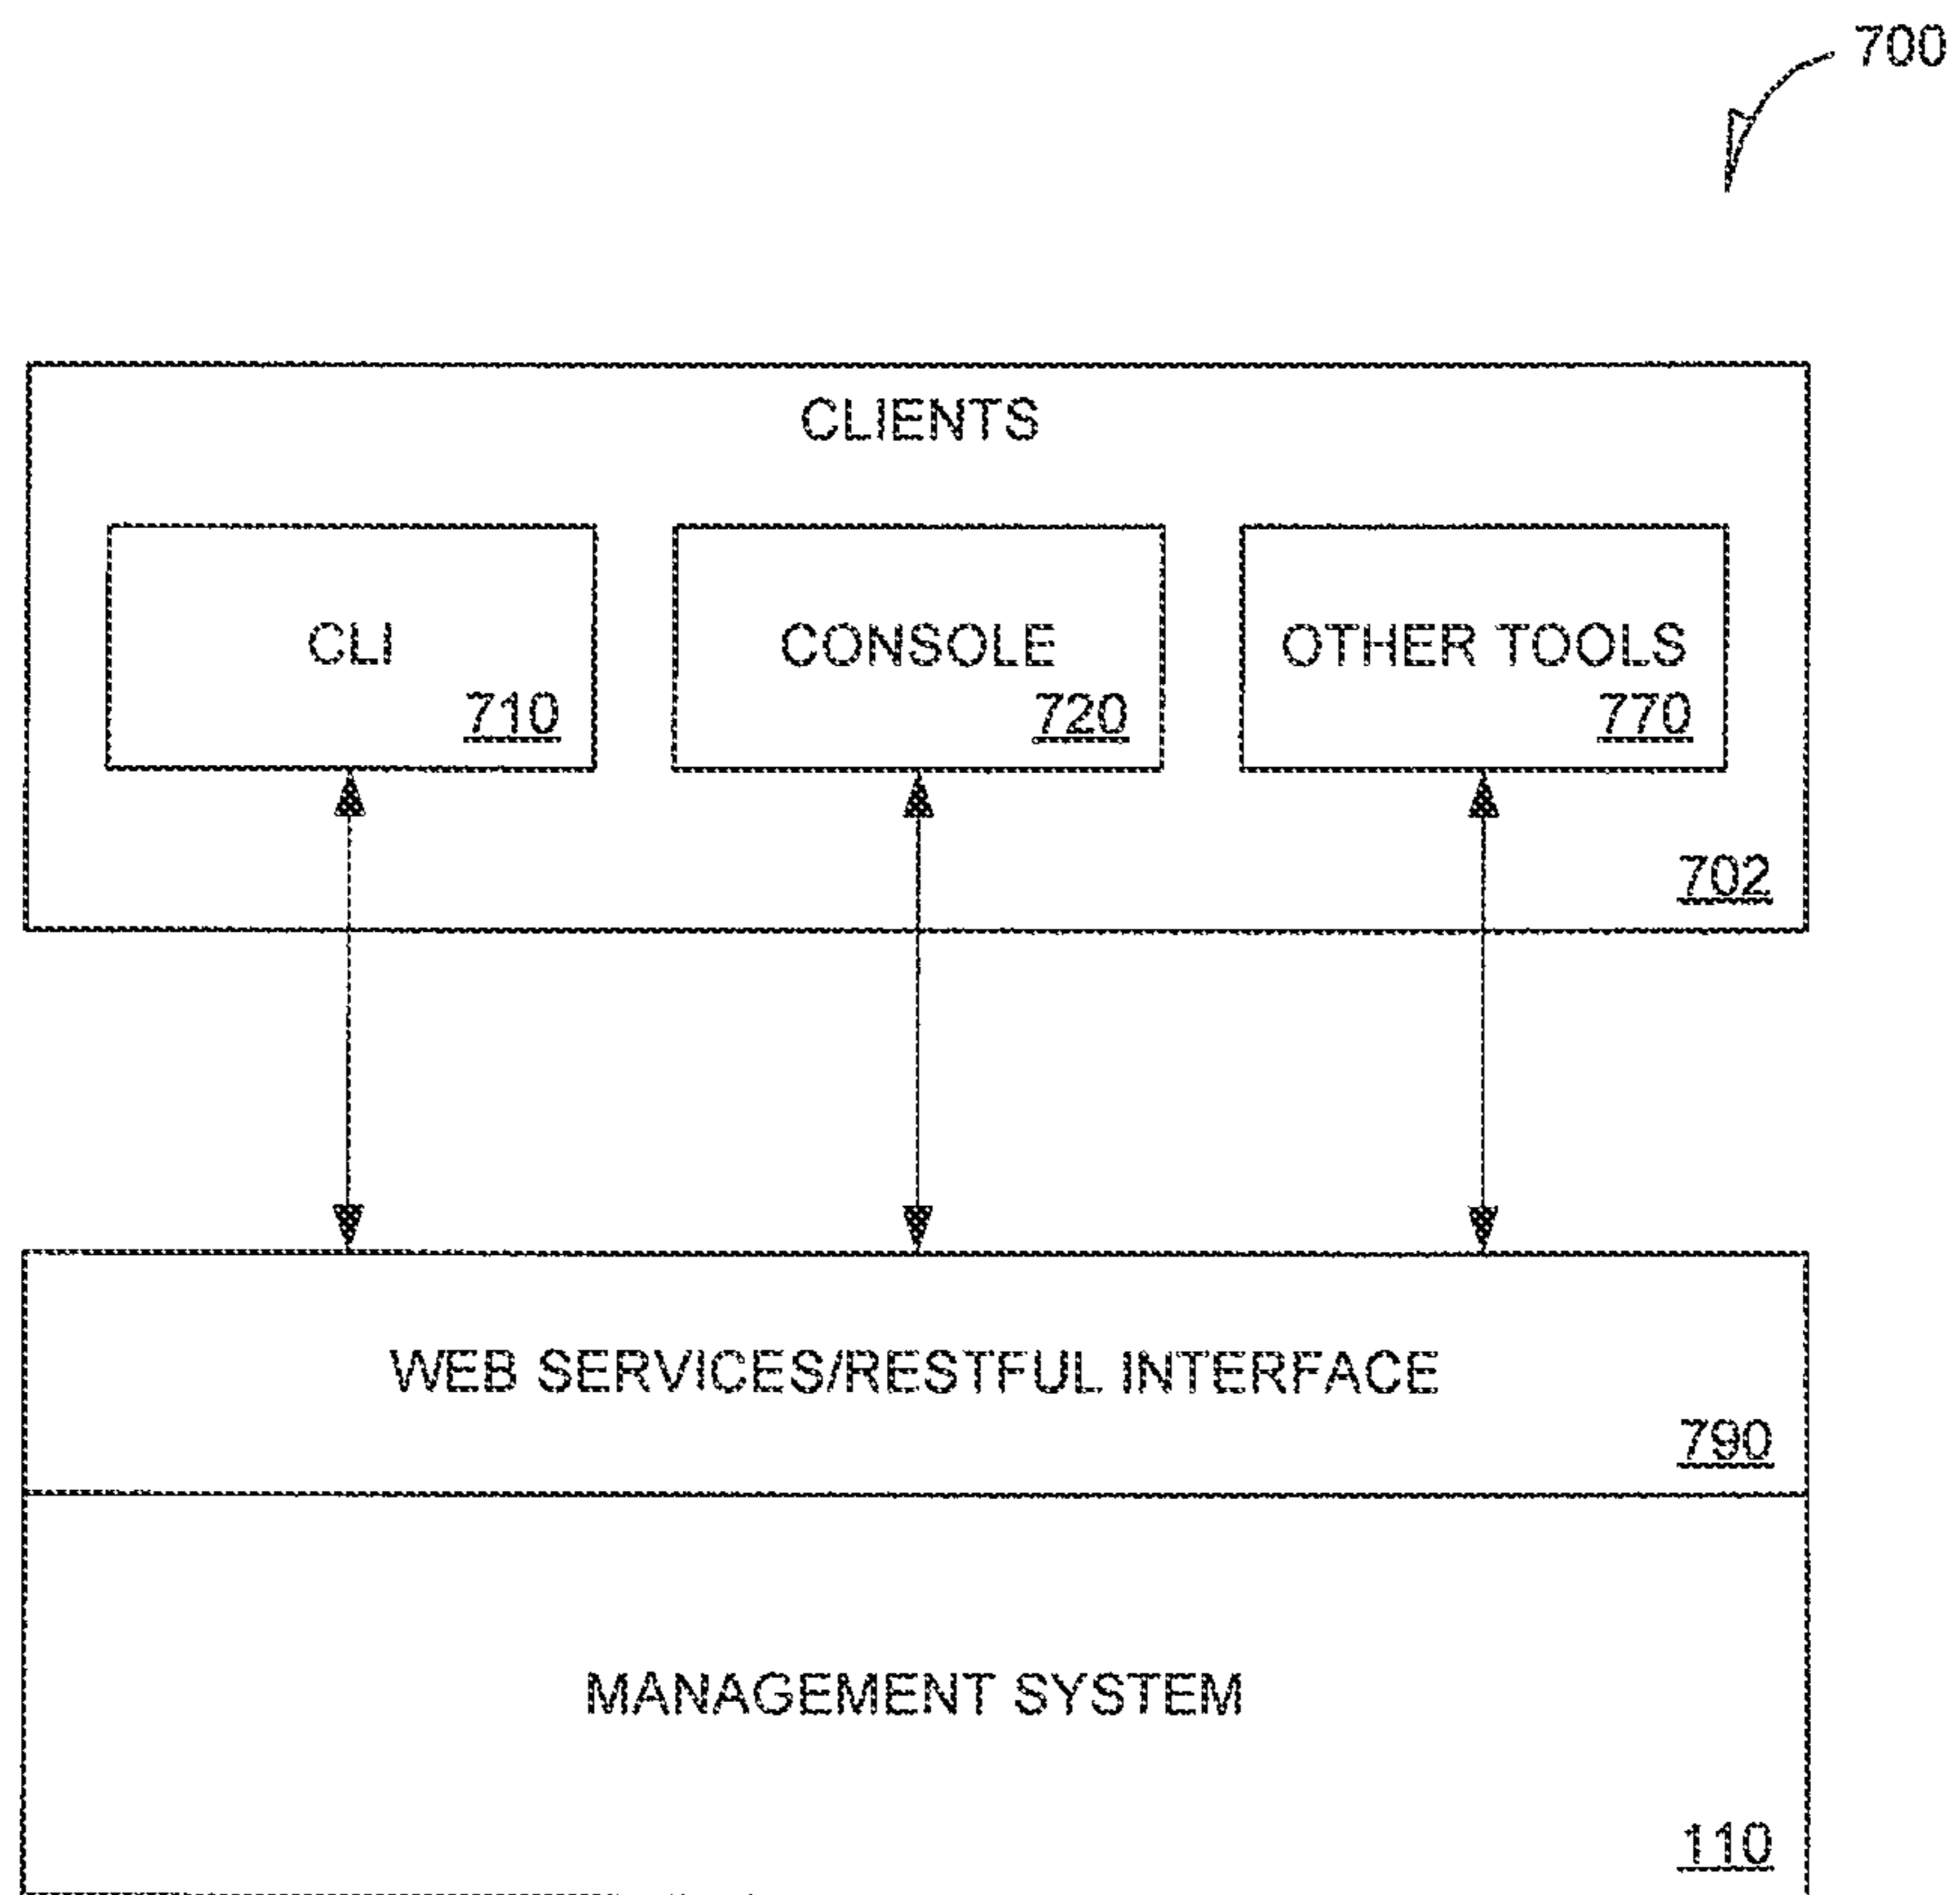 700
CLIENTS
CLI
710
CONSOLE
720
OTHER TOOLS
770
702
WEB SERVICES/RESTFUL INTERFACE
790
MANAGEMENT SYSTEM
110